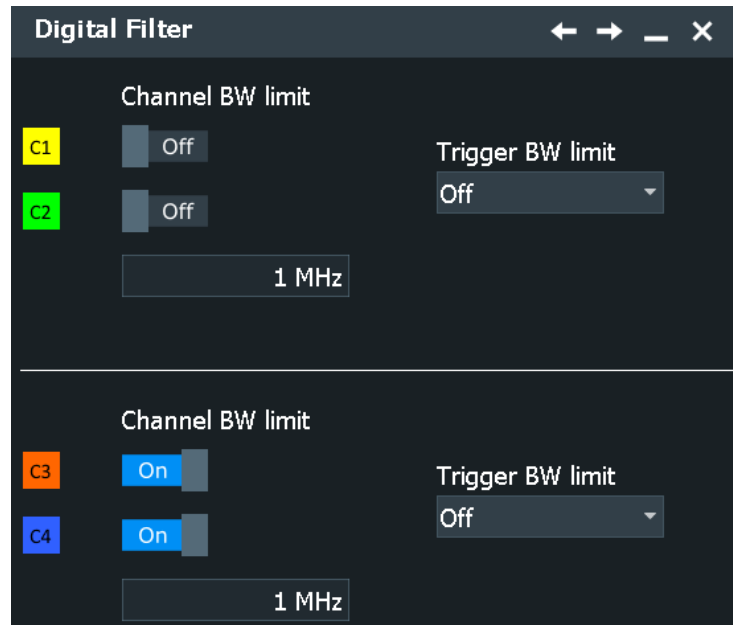 Digital Filter
Channel BW limit
C1 Off
Trigger BW limit
Off
C2 Off
1 MHz
Channel BW limit
C3 On
Trigger BW limit
Off
C4 On
1 MHz